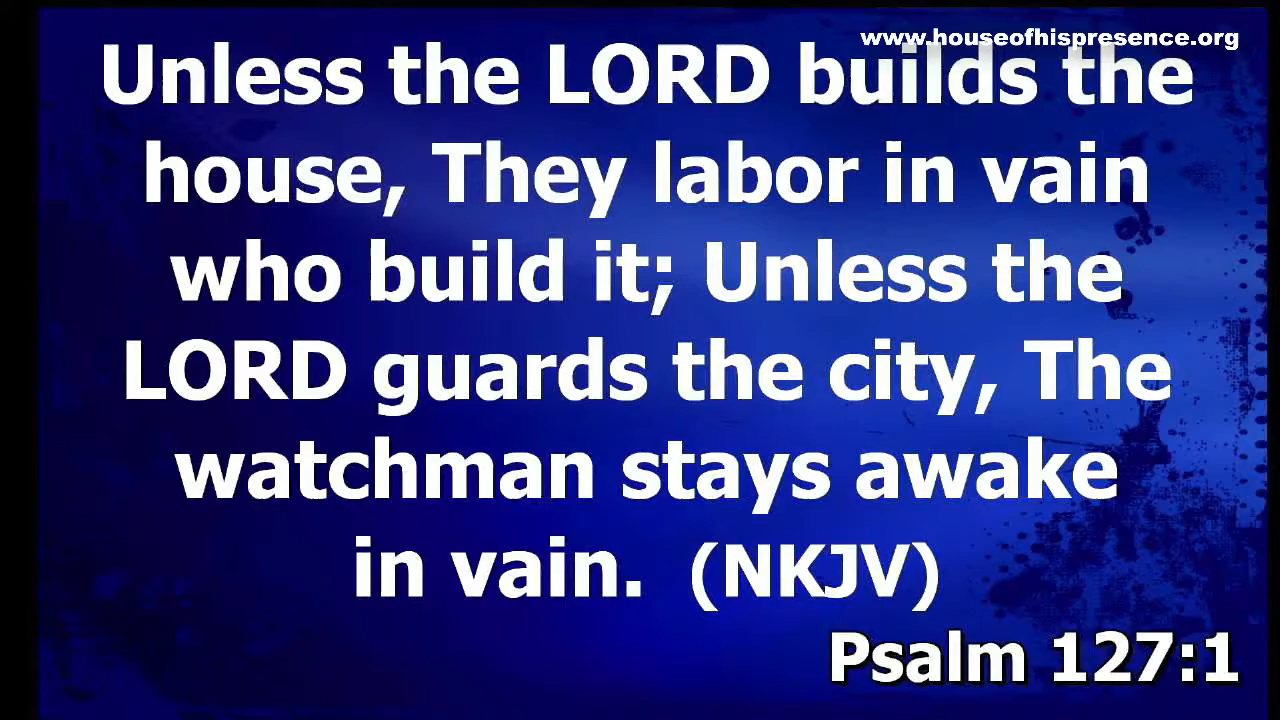 www.houseofhispresence.org
Unless the LORD builds the
house, They labor in vain
who build it; Unless the
LORD guards the city, The
watchman stays awake
in vain. (NKJV)
Psalm 127:1